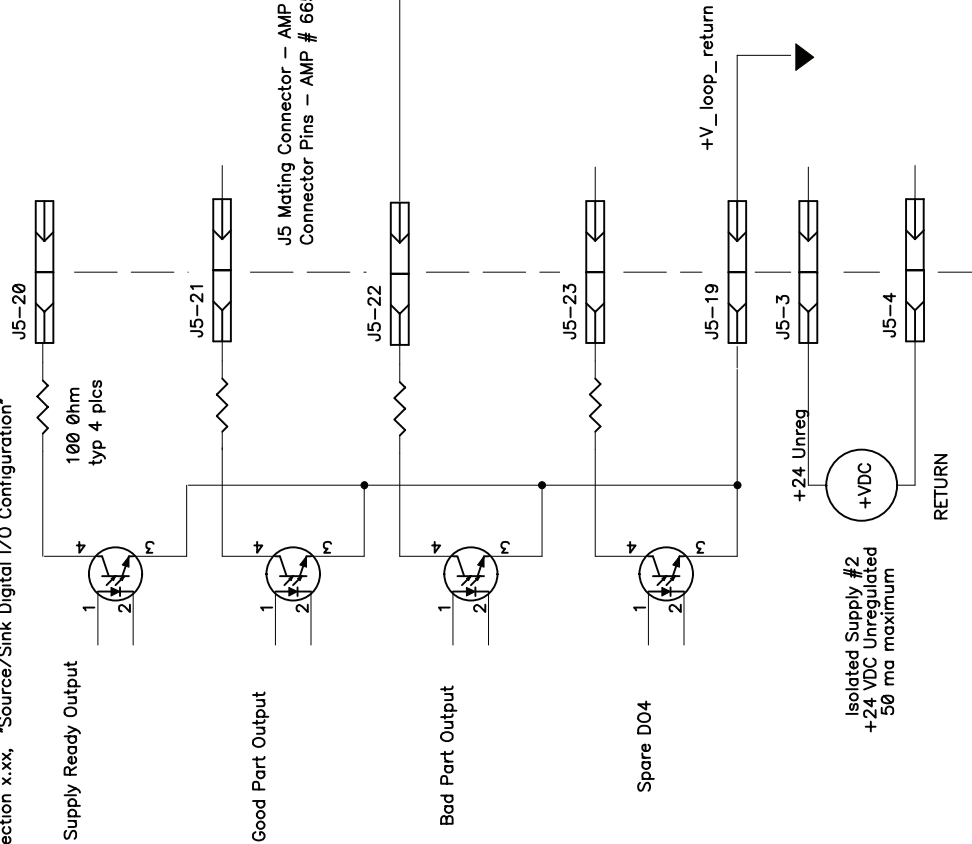 ection x.xx, "Source/Sink Digital I/O Configuration"
Supply Ready Output
1
2
4
3
100 0hm
typ 4 plcs
J5-20
Good Part Output
1
2
4
3
J5-21
J5 Mating Connector - AMP
Connector Pins - AMP # 66
Bad Part Output
1
2
4
3
J5-22
Spare DO4
1
2
4
3
J5-23
J5-19
+V_loop_return
Isolated Supply #2
+24 VDC Unregulated
50 ma maximum
+24 Unreg
+VDC
RETURN
J5-3
J5-4